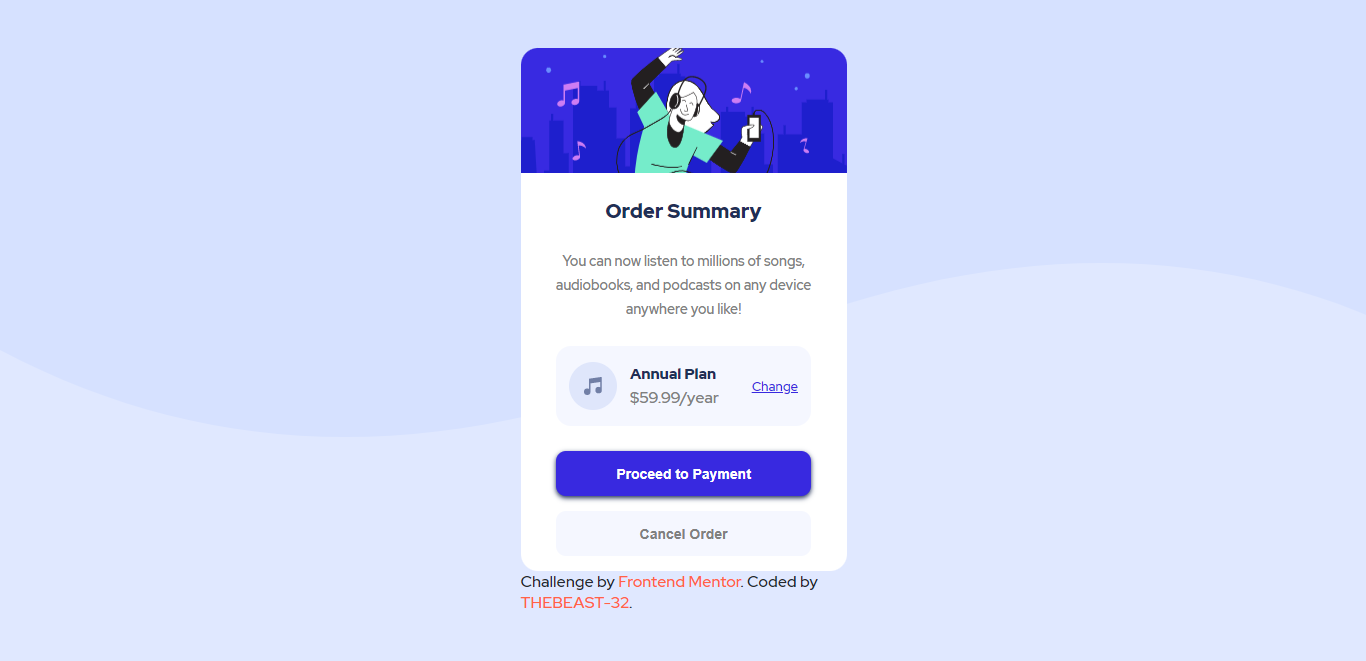 Order Summary
You can now listen to millions of songs,
audiobooks, and podcasts on any device
anywhere you like!
Annual Plan
$59.99/year
Change
Proceed to Payment
Cancel Order
Challenge by Frontend Mentor. Coded by
THEBEAST-32.